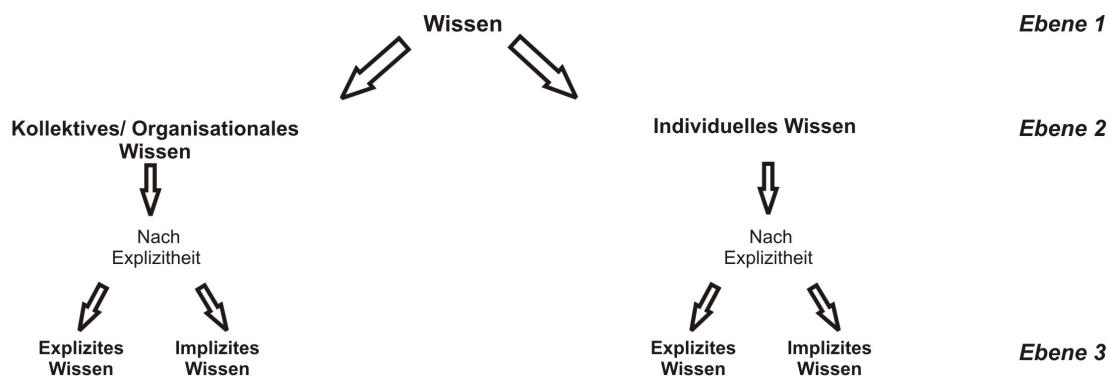 Wissen
Ebene 1
Kollektives/ Organisationales
Wissen
Individuelles Wissen
Ebene 2
Nach
Explizitheit
Nach
Explizitheit
Explizites
Wissen
Implizites
Wissen
Explizites
Wissen
Implizites
Wissen
Ebene 3